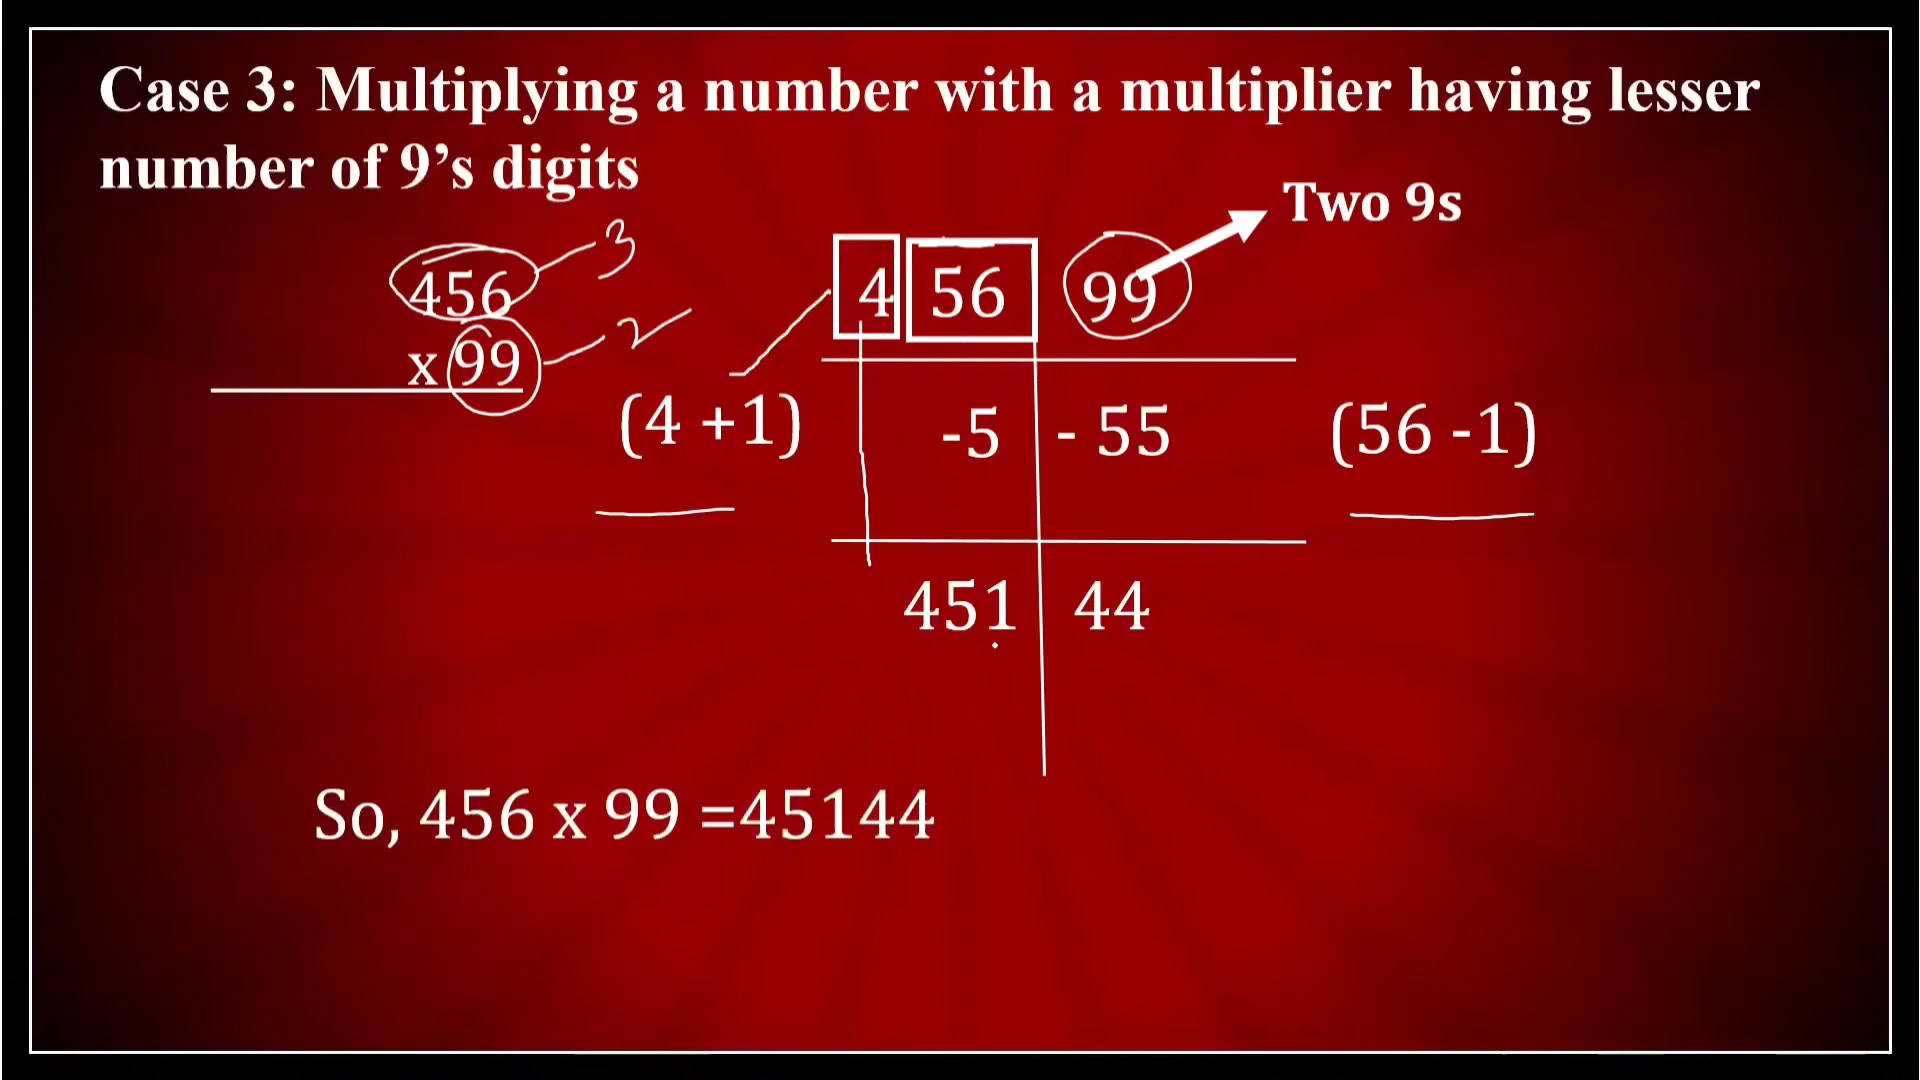 Case 3: Multiplying a number with a multiplier having lesser
number of 9’s digits
Two 9s
456 3
x 99 2
4 56 99
(4 +1) -5 - 55 (56 -1)
451 44
So, 456 x 99 =45144